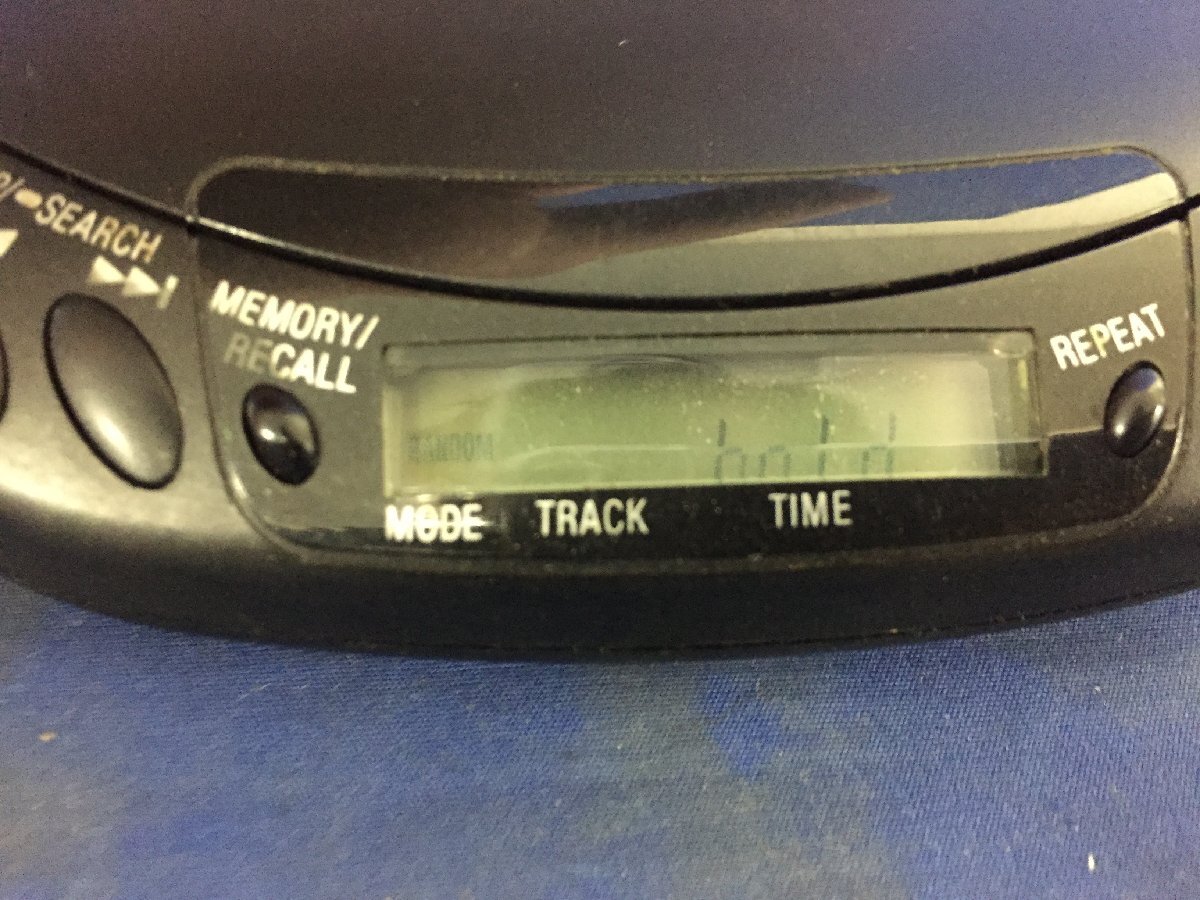 SEARCH
MEMORY/
RECALL
REPEAT
RANDOM
hold
MODE
TRACK
TIME